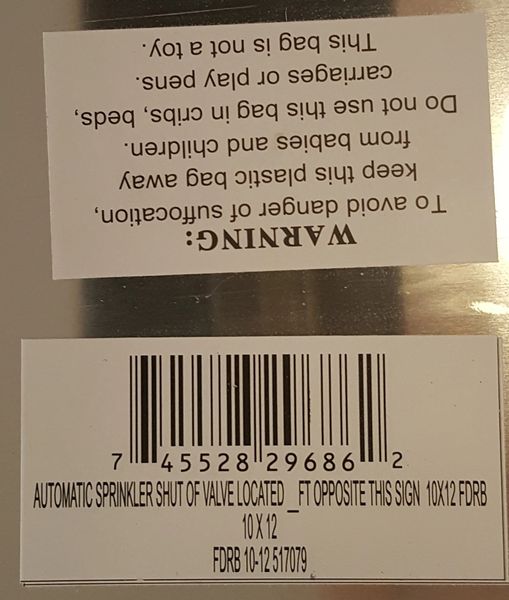 WARNING:
To avoid danger of suffocation,
keep this plastic bag away
from babies and children.
Do not use this bag in cribs, beds,
carriages or play pens.
This bag is not a toy.
7 45528 29686 2
AUTOMATIC SPRINKLER SHUT OF VALVE LOCATED _FT OPPOSITE THIS SIGN 10X12 FDRB
10 X 12
FDRB 10-12 517079